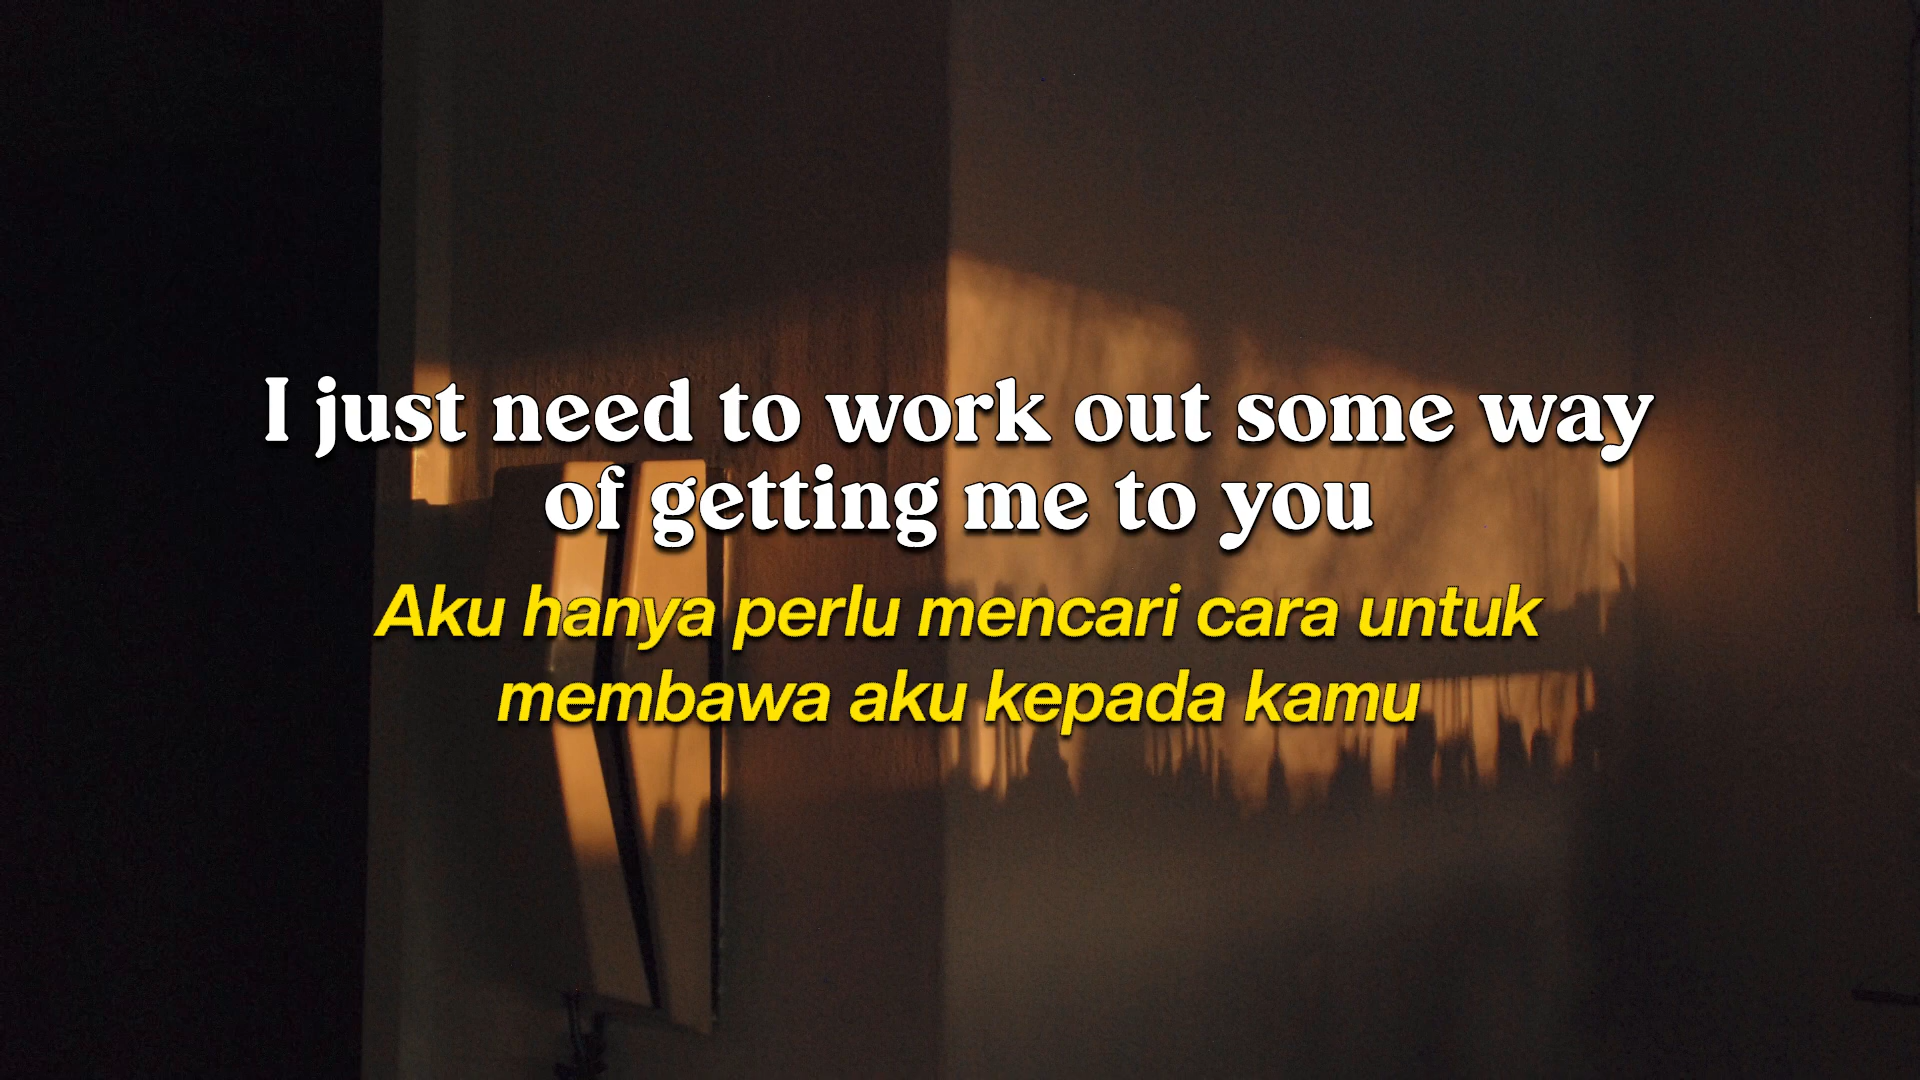 I just need to work out some way
of getting me to you
Aku hanya perlu mencari cara untuk
membawa aku kepada kamu